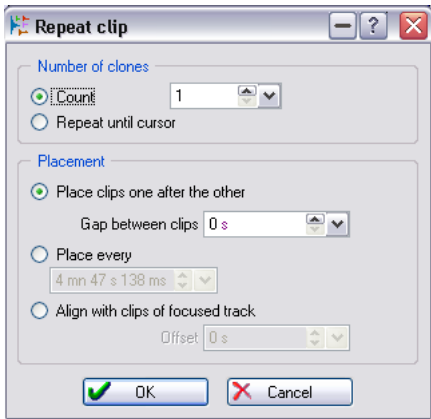 Repeat clip
Number of clones
Count 1
Repeat until cursor
Placement
Place clips one after the other
Gap between clips 0 s
Place every
4 mn 47 s 138 ms
Align with clips of focused track
Offset 0 s
OK Cancel